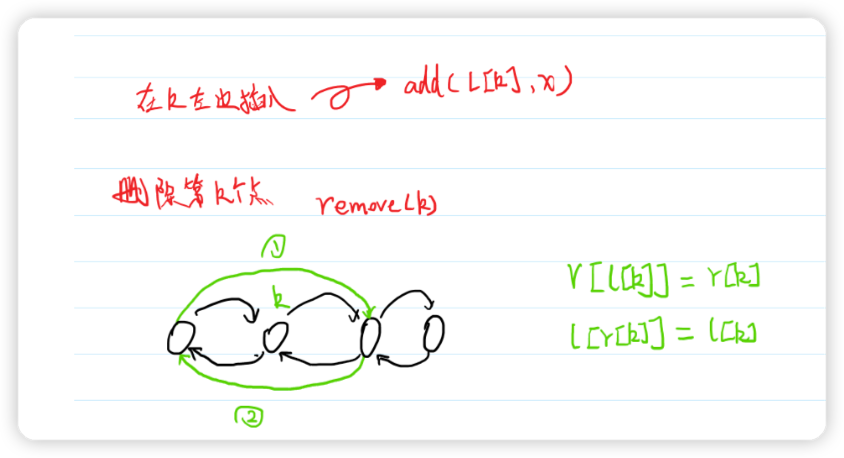 在k左边插入 add(L[k],x)
删除第k个点 remove(k)
①
k
r[l[k]] = r[k]
l[r[k]] = l[k]
②